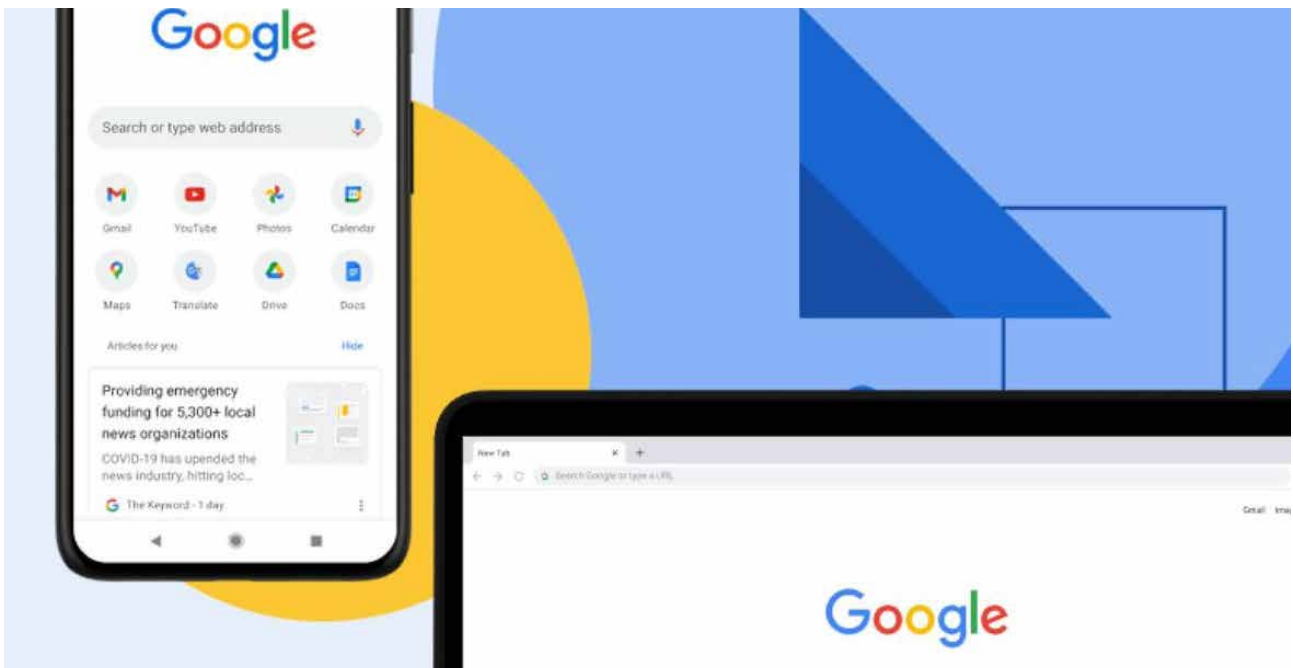 Google
Search or type web address
Gmail YouTube Photos Calendar
Maps Translate Drive Docs
Articles for you Hide
Providing emergency
funding for 5,300+ local
news organizations
COVID-19 has upended the
news industry, hitting loc...
The Keyword - 1 day
New Tab
Search Google or type a URL
Gmail Imag
Google